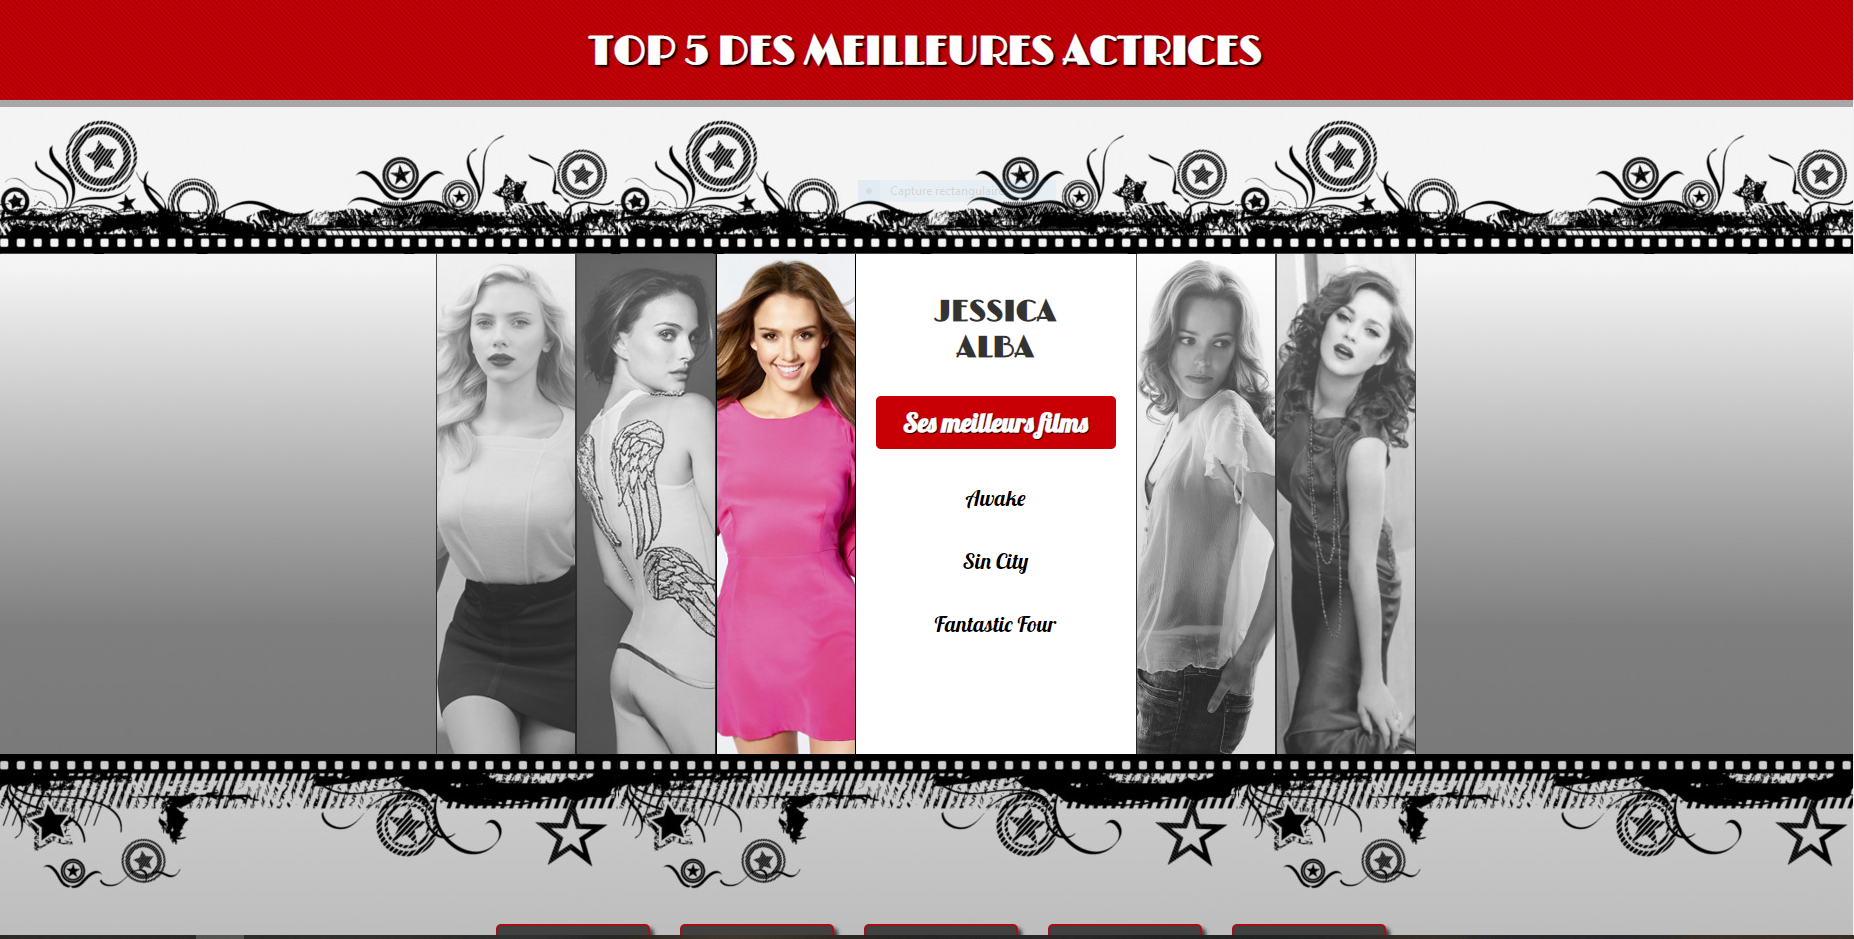 TOP 5 DES MEILLEURES ACTRICES
Capture rectangulaire
JESSICA
ALBA
Ses meilleurs films
Awake
Sin City
Fantastic Four